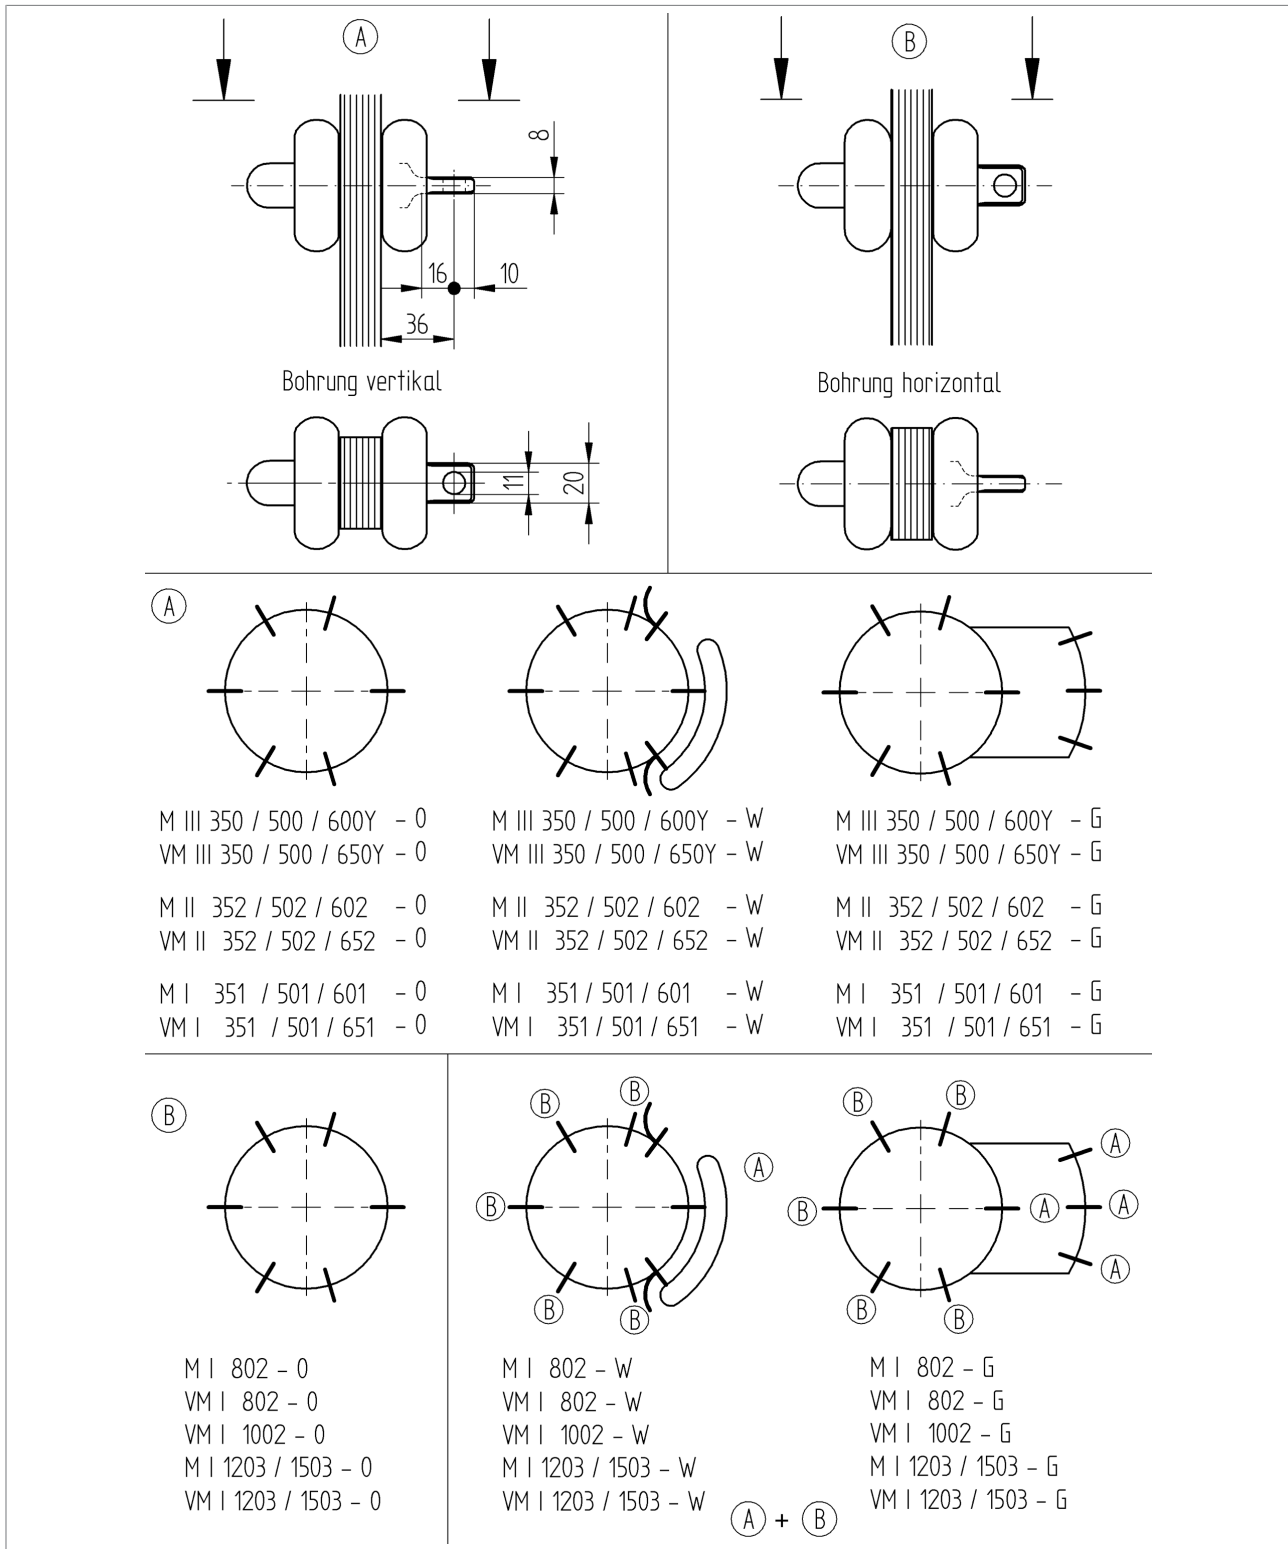 A
B
8
16 10
36
Bohrung vertikal
Bohrung horizontal
11
20
A
M III 350 / 500 / 600Y – 0
VM III 350 / 500 / 650Y – 0
M II 352 / 502 / 602 – 0
VM II 352 / 502 / 652 – 0
M I 351 / 501 / 601 – 0
VM I 351 / 501 / 651 – 0
M III 350 / 500 / 600Y – W
VM III 350 / 500 / 650Y – W
M II 352 / 502 / 602 – W
VM II 352 / 502 / 652 – W
M I 351 / 501 / 601 – W
VM I 351 / 501 / 651 – W
M III 350 / 500 / 600Y – G
VM III 350 / 500 / 650Y – G
M II 352 / 502 / 602 – G
VM II 352 / 502 / 652 – G
M I 351 / 501 / 601 – G
VM I 351 / 501 / 651 – G
B
M I 802 – 0
VM I 802 – 0
VM I 1002 – 0
M I 1203 / 1503 – 0
VM I 1203 / 1503 – 0
B B
A
B
B B
M I 802 – W
VM I 802 – W
VM I 1002 – W
M I 1203 / 1503 – W
VM I 1203 / 1503 – W
B B
A
B A A
A
B B
M I 802 – G
VM I 802 – G
VM I 1002 – G
M I 1203 / 1503 – G
VM I 1203 / 1503 – G
A + B